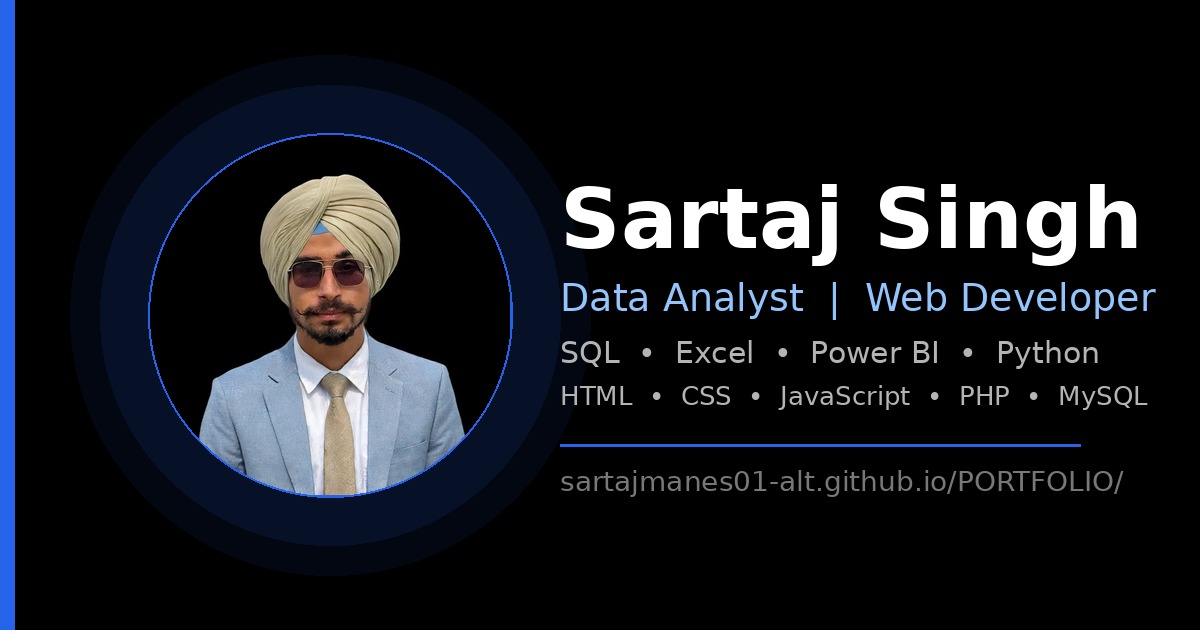 Sartaj Singh
Data Analyst | Web Developer
SQL • Excel • Power BI • Python
HTML • CSS • JavaScript • PHP • MySQL
sartajmanes01-alt.github.io/PORTFOLIO/